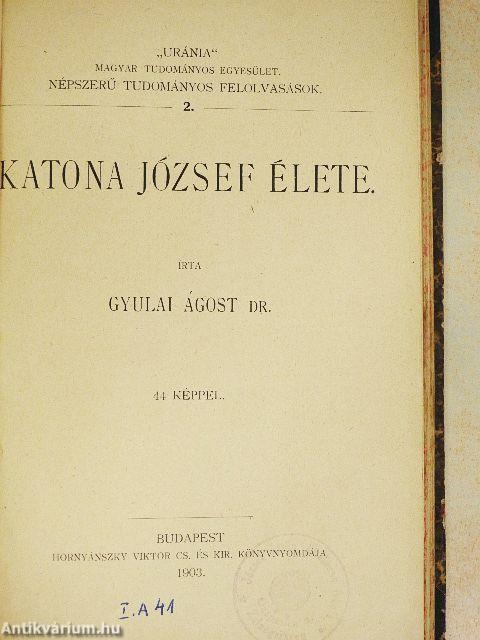 „URÁNIA“
MAGYAR TUDOMÁNYOS EGYESÜLET.
NÉPSZERŰ TUDOMÁNYOS FELOLVASÁSOK.
2.
KATONA JÓZSEF ÉLETE.
IRTA
GYULAI ÁGOST DR.
44 KÉPPEL.
BUDAPEST
HORNYÁNSZKY VIKTOR CS. ÉS KIR. KÖNYVNYOMDÁJA
1903.
I.A 41
Antikvárium.hu